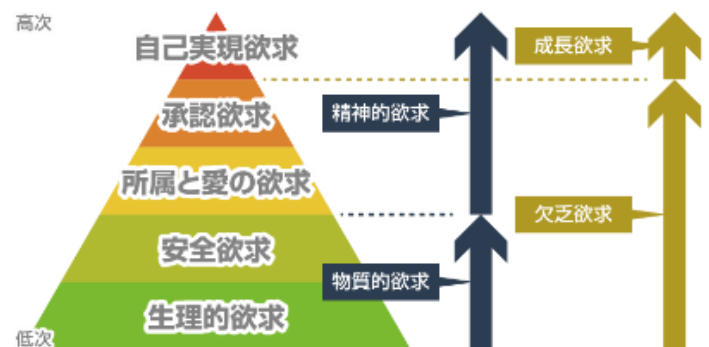 高次
自己実現欲求
成長欲求
承認欲求
精神的欲求
所属と愛の欲求
欠乏欲求
安全欲求
物質的欲求
生理的欲求
低次